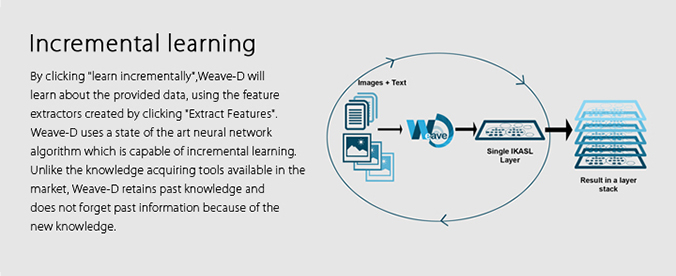 Incremental learning
By clicking "learn incrementally",Weave-D will
learn about the provided data, using the feature
extractors created by clicking "Extract Features".
Weave-D uses a state of the art neural network
algorithm which is capable of incremental learning.
Unlike the knowledge acquiring tools available in the
market, Weave-D retains past knowledge and
does not forget past information because of the
new knowledge.
Images + Text
Weave
Single IKASL
Layer
Result in a layer
stack